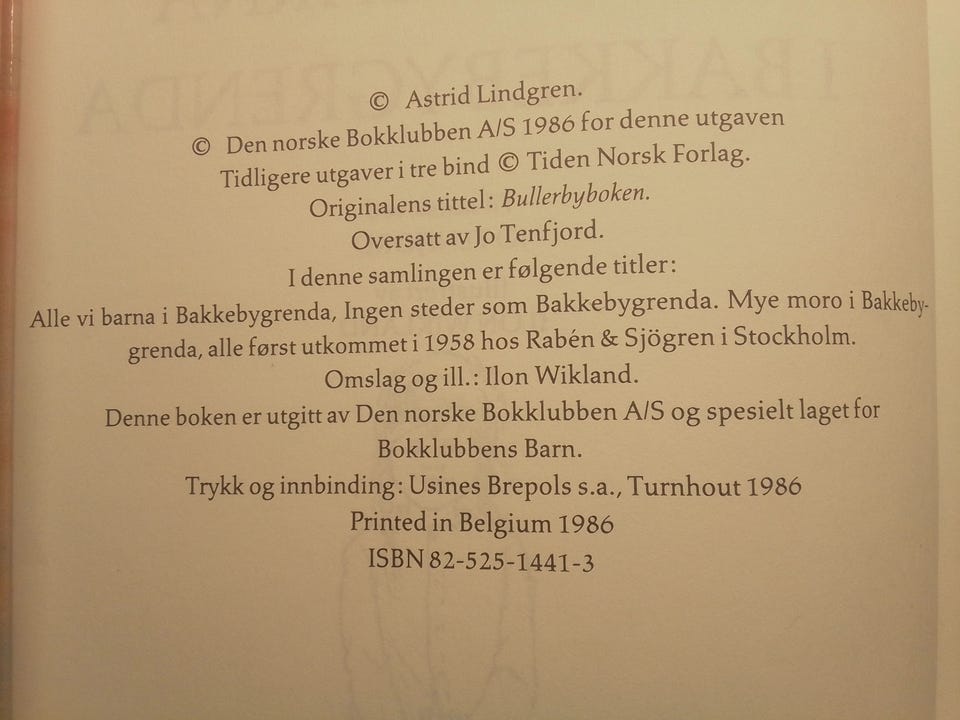 © Astrid Lindgren.
© Den norske Bokklubben A/S 1986 for denne utgaven
Tidligere utgaver i tre bind © Tiden Norsk Forlag.
Originalens tittel: Bullerbyboken.
Oversatt av Jo Tenfjord.
I denne samlingen er følgende titler:
Alle vi barna i Bakkebygrenda, Ingen steder som Bakkebygrenda. Mye moro i Bakkeby-
grenda, alle først utkommet i 1958 hos Rabén & Sjögren i Stockholm.
Omslag og ill.: Ilon Wikland.
Denne boken er utgitt av Den norske Bokklubben A/S og spesielt laget for
Bokklubbens Barn.
Trykk og innbinding: Usines Brepols s.a., Turnhout 1986
Printed in Belgium 1986
ISBN 82-525-1441-3